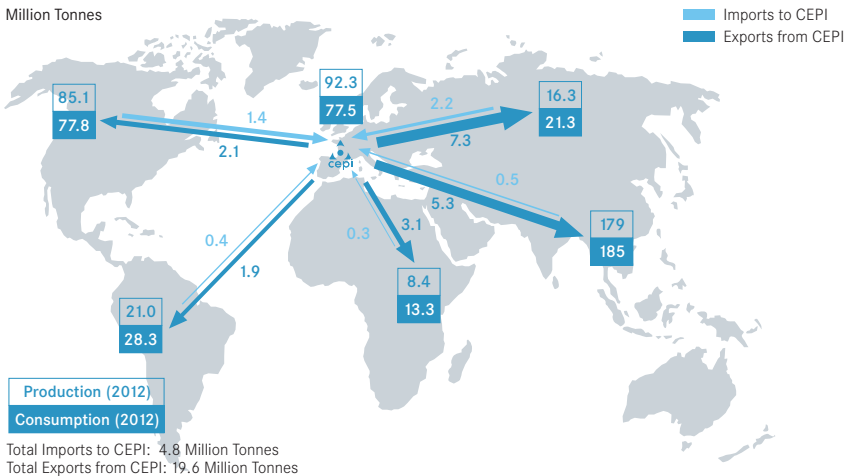 Million Tonnes
Imports to CEPI
Exports from CEPI
92.3
77.5
85.1
77.8
16.3
21.3
1.4
2.1
2.2
7.3
cepi
0.5
5.3
179
185
0.4
1.9
0.3
3.1
8.4
13.3
21.0
28.3
Production (2012)
Consumption (2012)
Total Imports to CEPI: 4.8 Million Tonnes
Total Exports from CEPI: 19.6 Million Tonnes